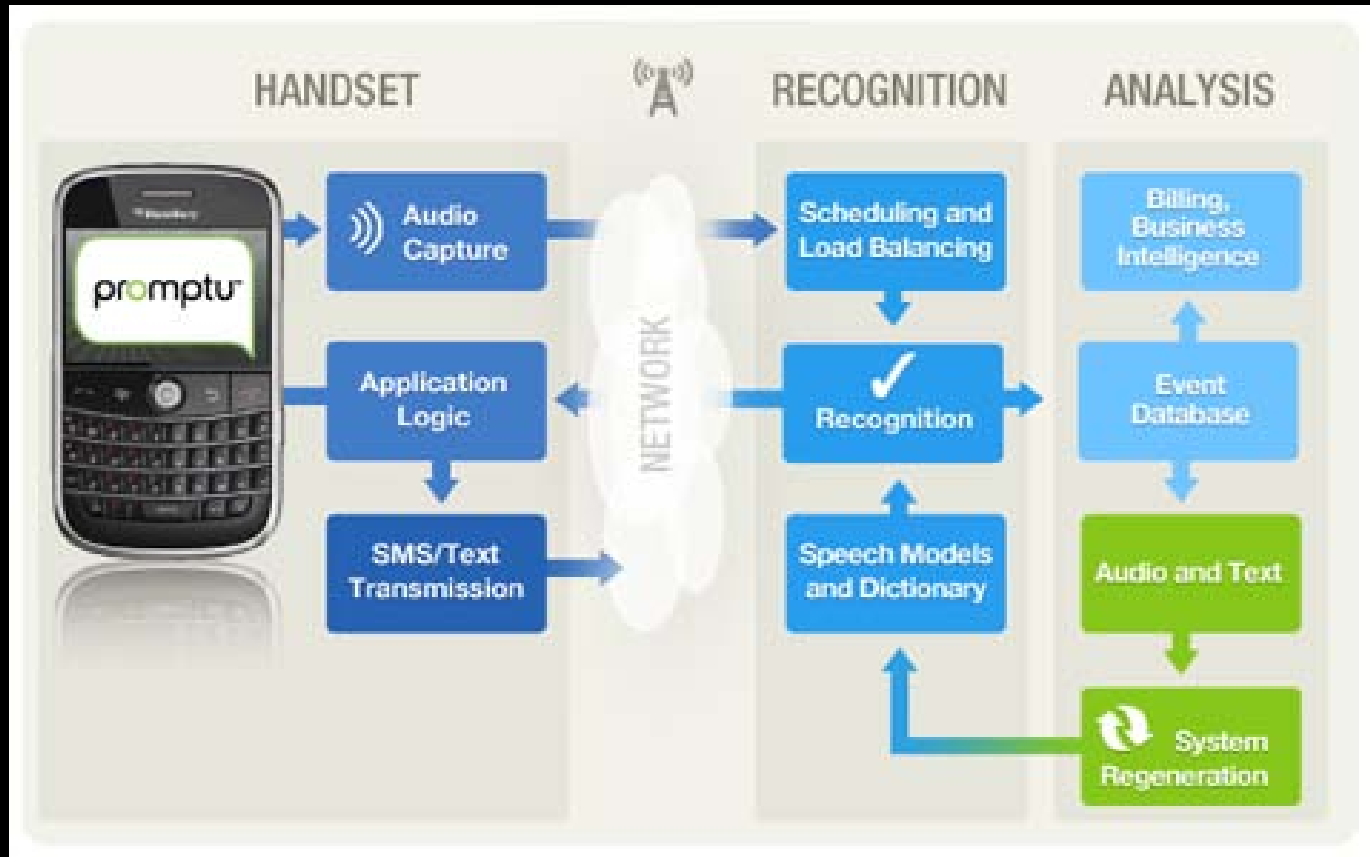 HANDSET
RECOGNITION
ANALYSIS
BlackBerry
promptu
Audio
Capture
Application
Logic
SMS/Text
Transmission
NETWORK
Scheduling and
Load Balancing
Recognition
Speech Models
and Dictionary
Billing,
Business
Intelligence
Event
Database
Audio and Text
System
Regeneration